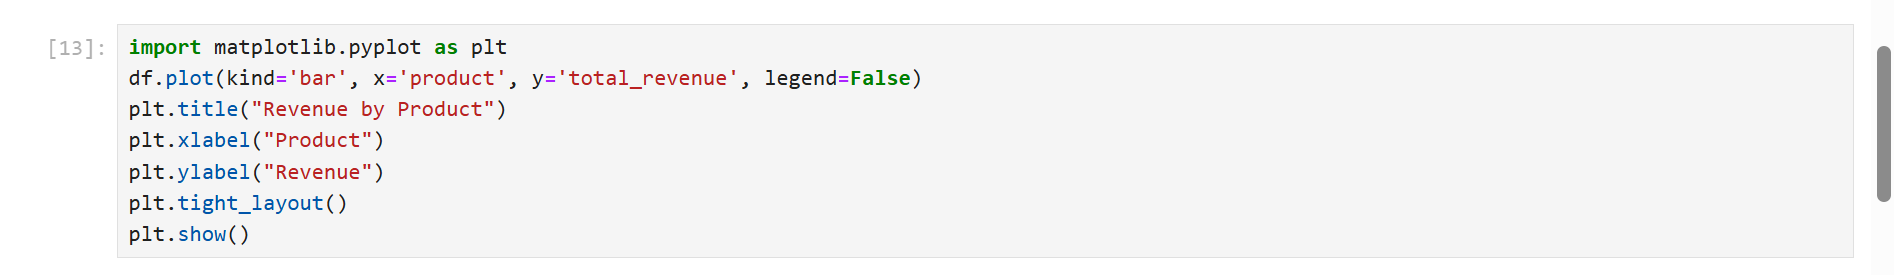 [13]:
import matplotlib.pyplot as plt
df.plot(kind='bar', x='product', y='total_revenue', legend=False)
plt.title("Revenue by Product")
plt.xlabel("Product")
plt.ylabel("Revenue")
plt.tight_layout()
plt.show()